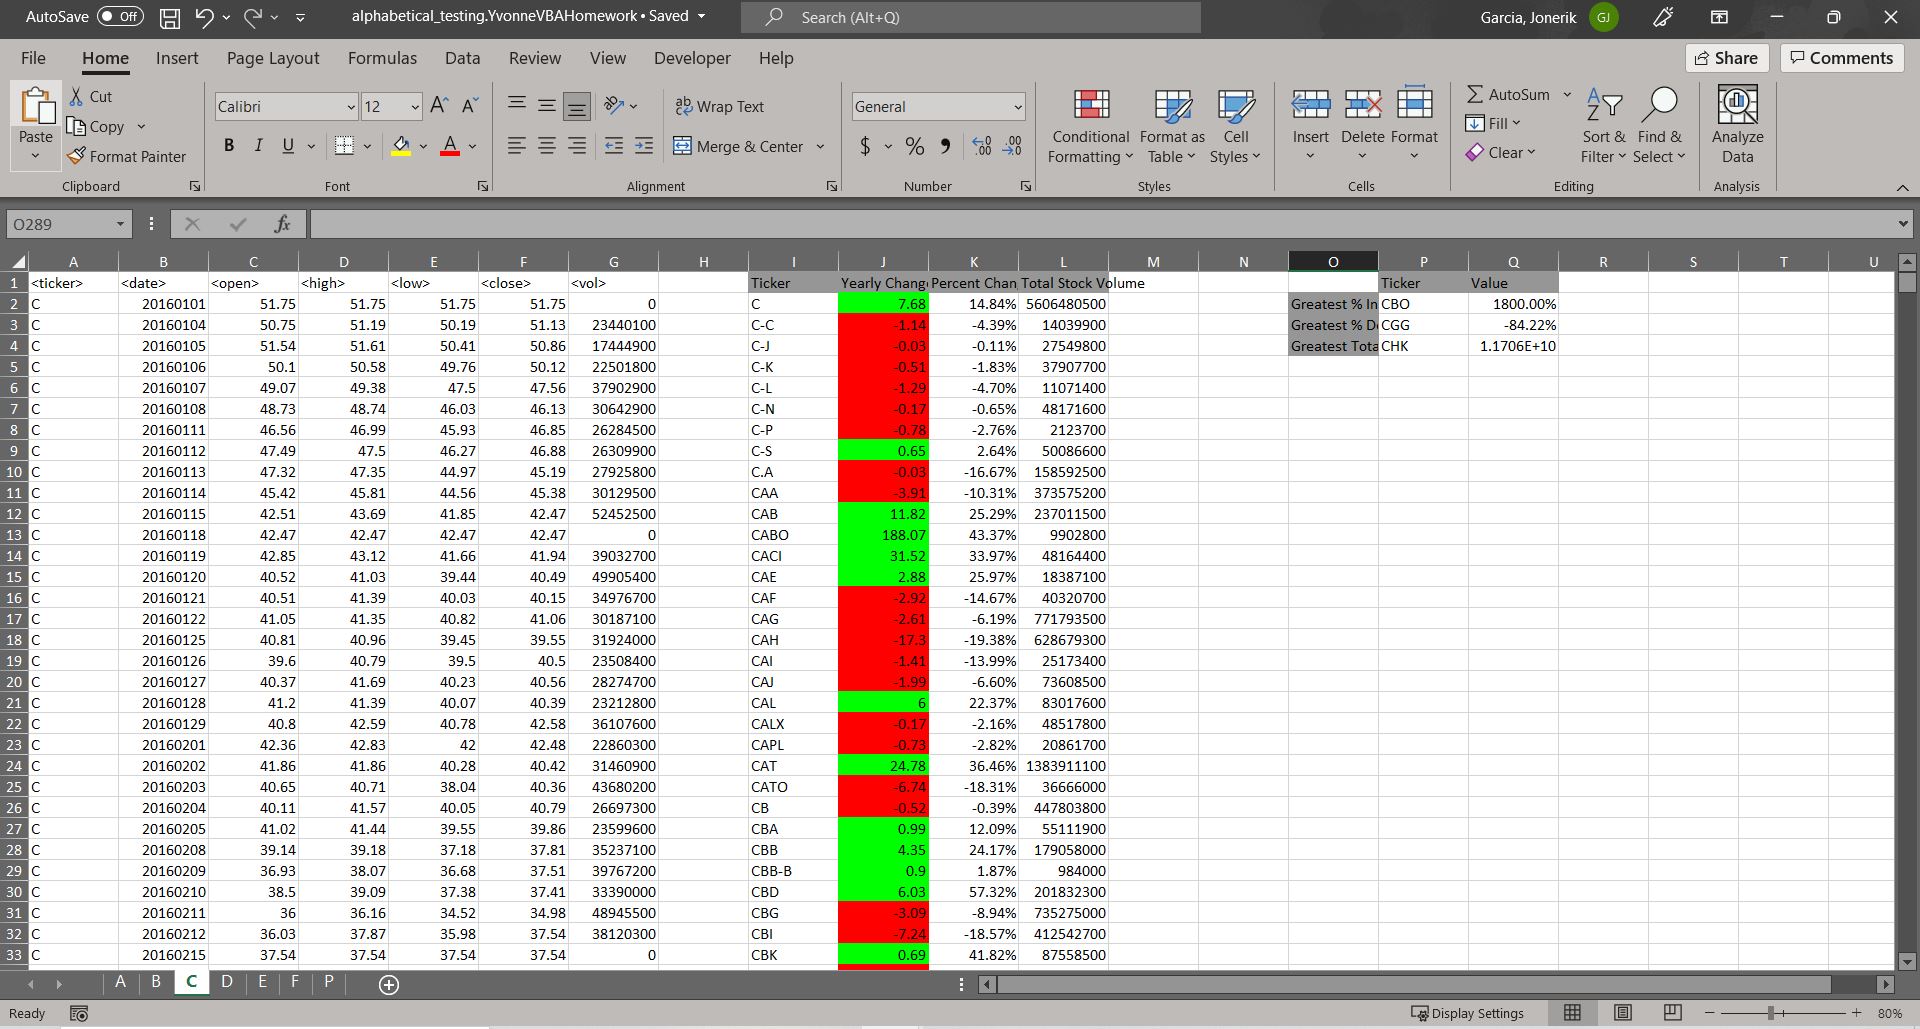 AutoSave Off alphabetical_testing.YvonneVBAHomework • Saved Search (Alt+Q) Garcia, Jonerik GJ
File Home Insert Page Layout Formulas Data Review View Developer Help Share Comments
Paste Cut Copy Format Painter
Calibri 12 A A B I U A
ab Wrap Text Merge & Center
General $ % 9 .00 .00
Conditional Formatting Format as Table Cell Styles
Insert Delete Format
AutoSum Fill Clear Sort & Filter Find & Select
Analyze Data
Clipboard Font Alignment Number Styles Cells Editing Analysis
O289 fx
A B C D E F G H I J K L M N O P Q R S T U
1 <ticker> <date> <open> <high> <low> <close> <vol> Ticker Yearly Change Percent Chan Total Stock Volume Ticker Value
2 C 20160101 51.75 51.75 51.75 51.75 0 C 7.68 14.84% 5606480500 Greatest % In CBO 1800.00%
3 C 20160104 50.75 51.19 50.19 51.13 23440100 C-C -1.14 -4.39% 14039900 Greatest % De CGG -84.22%
4 C 20160105 51.54 51.61 50.41 50.86 17444900 C-J -0.03 -0.11% 27549800 Greatest Tota CHK 1.1706E+10
5 C 20160106 50.1 50.58 49.76 50.12 22501800 C-K -0.51 -1.83% 37907700
6 C 20160107 49.07 49.38 47.5 47.56 37902900 C-L -1.29 -4.70% 11071400
7 C 20160108 48.73 48.74 46.03 46.13 30642900 C-N -0.17 -0.65% 48171600
8 C 20160111 46.56 46.99 45.93 46.85 26284500 C-P -0.78 -2.76% 2123700
9 C 20160112 47.49 47.5 46.27 46.88 26309900 C-S 0.65 2.64% 50086600
10 C 20160113 47.32 47.35 44.97 45.19 27925800 C.A -0.03 -16.67% 158592500
11 C 20160114 45.42 45.81 44.56 45.38 30129500 CAA -3.91 -10.31% 373575200
12 C 20160115 42.51 43.69 41.85 42.47 52452500 CAB 11.82 25.29% 237011500
13 C 20160118 42.47 42.47 42.47 42.47 0 CABO 188.07 43.37% 9902800
14 C 20160119 42.85 43.12 41.66 41.94 39032700 CACI 31.52 33.97% 48164400
15 C 20160120 40.52 41.03 39.44 40.49 49905400 CAE 2.88 25.97% 18387100
16 C 20160121 40.51 41.39 40.03 40.15 34976700 CAF -2.92 -14.67% 40320700
17 C 20160122 41.05 41.35 40.82 41.06 30187100 CAG -2.61 -6.19% 771793500
18 C 20160125 40.81 40.96 39.45 39.55 31924000 CAH -17.3 -19.38% 628679300
19 C 20160126 39.6 40.79 39.5 40.5 23508400 CAI -1.41 -13.99% 25173400
20 C 20160127 40.37 41.69 40.23 40.56 28274700 CAJ -1.99 -6.60% 73608500
21 C 20160128 41.2 41.39 40.07 40.39 23212800 CAL 6 22.37% 83017600
22 C 20160129 40.8 42.59 40.78 42.58 36107600 CALX -0.17 -2.16% 48517800
23 C 20160201 42.36 42.83 42 42.48 22860300 CAPL -0.73 -2.82% 20861700
24 C 20160202 41.86 41.86 40.28 40.42 31460900 CAT 24.78 36.46% 1383911100
25 C 20160203 40.65 40.71 38.04 40.36 43680200 CATO -6.74 -18.31% 36666000
26 C 20160204 40.11 41.57 40.05 40.79 26697300 CB -0.52 -0.39% 447803800
27 C 20160205 41.02 41.44 39.55 39.86 23599600 CBA 0.99 12.09% 55111900
28 C 20160208 39.14 39.18 37.18 37.81 35237100 CBB 4.35 24.17% 179058000
29 C 20160209 36.93 38.07 36.68 37.51 39767200 CBB-B 0.9 1.87% 984000
30 C 20160210 38.5 39.09 37.38 37.41 33390000 CBD 6.03 57.32% 201832300
31 C 20160211 36 36.16 34.52 34.98 48945500 CBG -3.09 -8.94% 735275000
32 C 20160212 36.03 37.87 35.98 37.54 38120300 CBI -7.24 -18.57% 412542700
33 C 20160215 37.54 37.54 37.54 37.54 0 CBK 0.69 41.82% 87558500
A B C D E F P
Ready Display Settings 80%